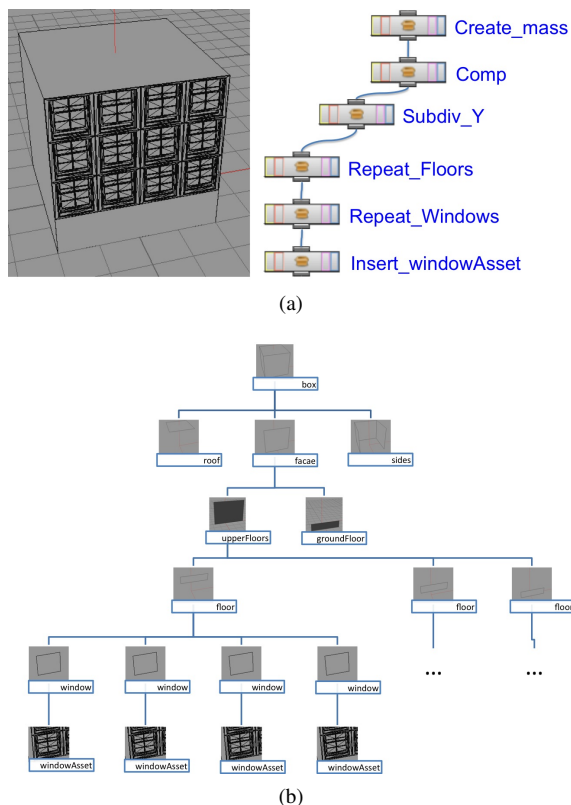 Create_mass
Comp
Subdiv_Y
Repeat_Floors
Repeat_Windows
Insert_windowAsset
(a)
box
roof facae sides
upperFloors groundFloor
floor floor floor
... ...
window window window window
windowAsset windowAsset windowAsset windowAsset
(b)